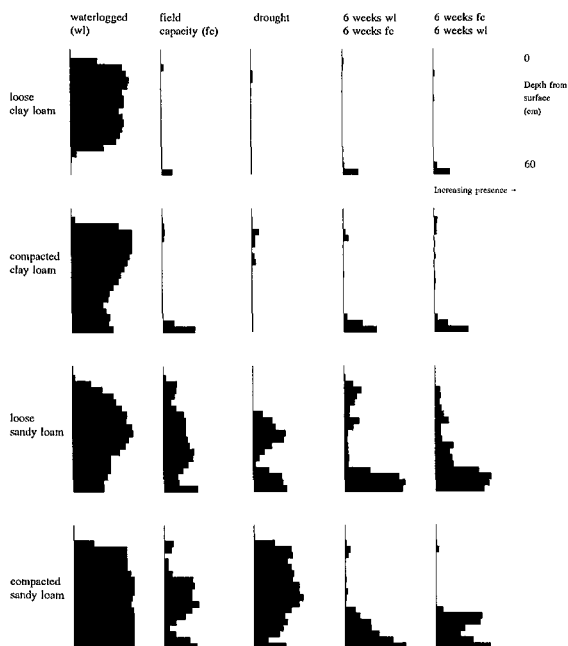 waterlogged
(wl)
field
capacity (fc)
drought
6 weeks wl
6 weeks fc
6 weeks fc
6 weeks wl
loose
clay loam
0
Depth from
surface
(cm)
60
Increasing presence →
compacted
clay loam
loose
sandy loam
compacted
sandy loam